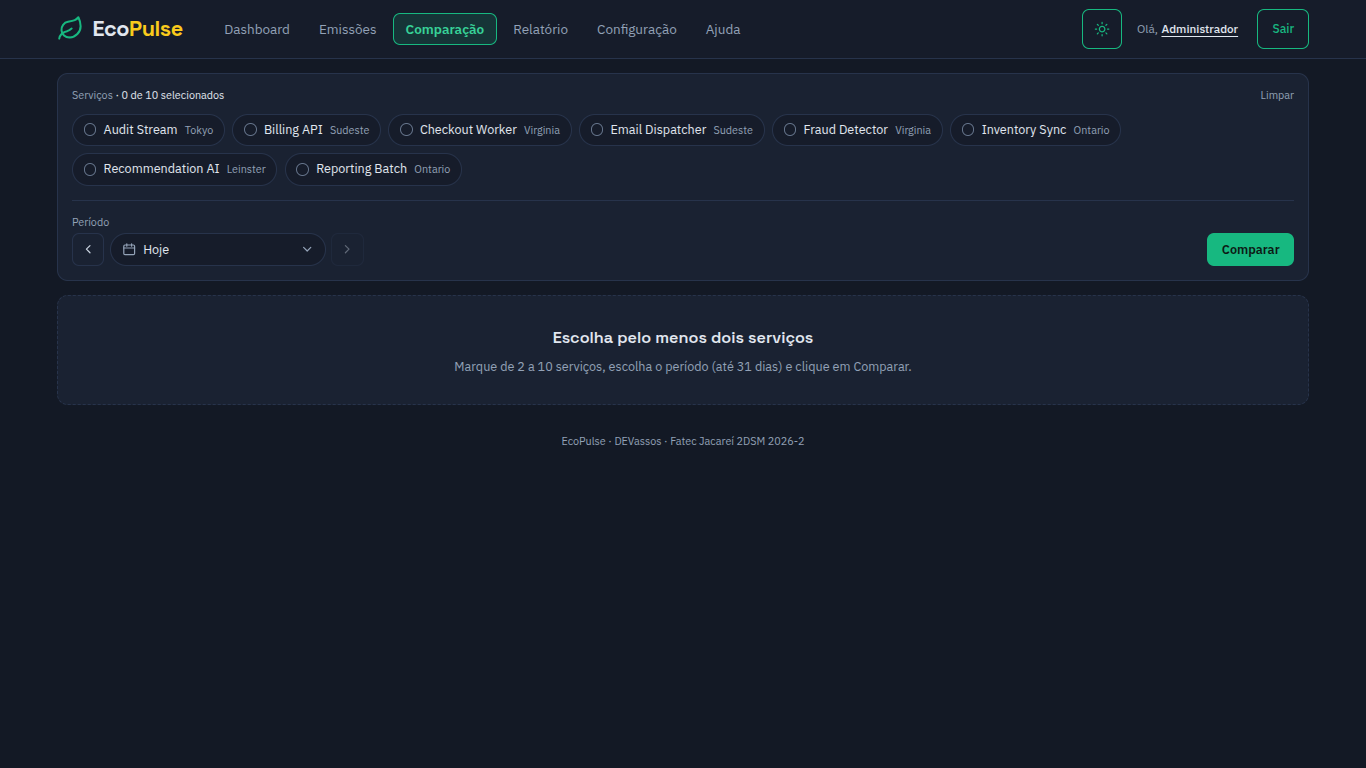 EcoPulse Dashboard Emissões Comparação Relatório Configuração Ajuda Olá, Administrador Sair
Serviços · 0 de 10 selecionados Limpar
Audit Stream Tokyo Billing API Sudeste Checkout Worker Virginia Email Dispatcher Sudeste Fraud Detector Virginia Inventory Sync Ontario
Recommendation AI Leinster Reporting Batch Ontario
Período
Hoje Comparar
Escolha pelo menos dois serviços
Marque de 2 a 10 serviços, escolha o período (até 31 dias) e clique em Comparar.
EcoPulse · DEVassos · Fatec Jacareí 2DSM 2026-2